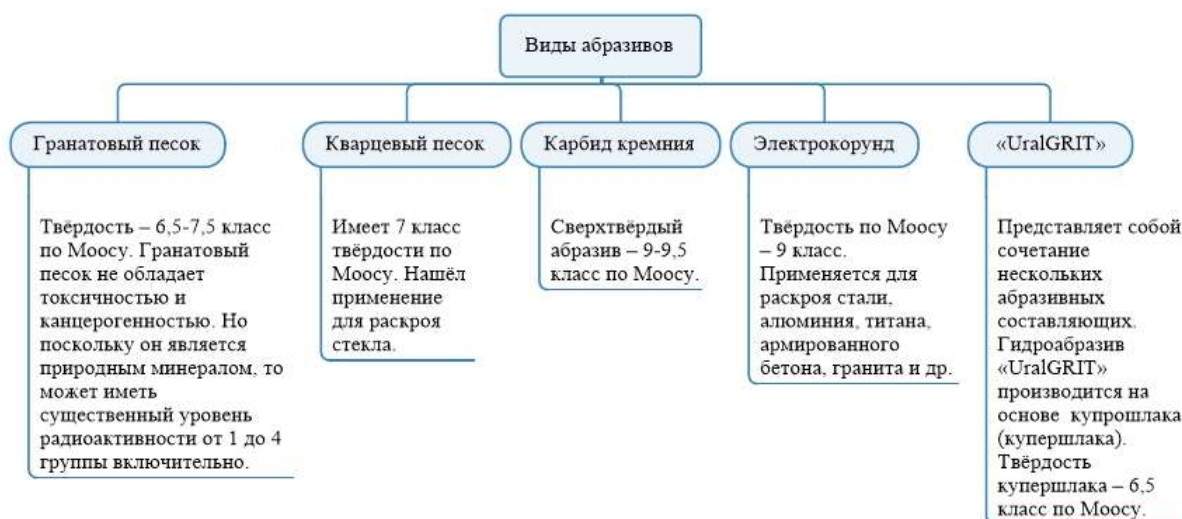 Виды абразивов
Гранатовый песок
Твёрдость – 6,5-7,5 класс
по Моосу. Гранатовый
песок не обладает
токсичностью и
канцерогенностью. Но
поскольку он является
природным минералом, то
может иметь
существенный уровень
радиоактивности от 1 до 4
группы включительно.
Кварцевый песок
Имеет 7 класс
твёрдости по
Моосу. Нашёл
применение
для раскроя
стекла.
Карбид кремния
Сверхтвёрдый
абразив – 9-9,5
класс по Моосу.
Электрокорунд
Твёрдость по Моосу
– 9 класс.
Применяется для
раскроя стали,
алюминия, титана,
армированного
бетона, гранита и др.
«UralGRIT»
Представляет собой
сочетание
нескольких
абразивных
составляющих.
Гидроабразив
«UralGRIT»
производится на
основе купрошлака
(купершлака).
Твёрдость
купершлака – 6,5
класс по Моосу.